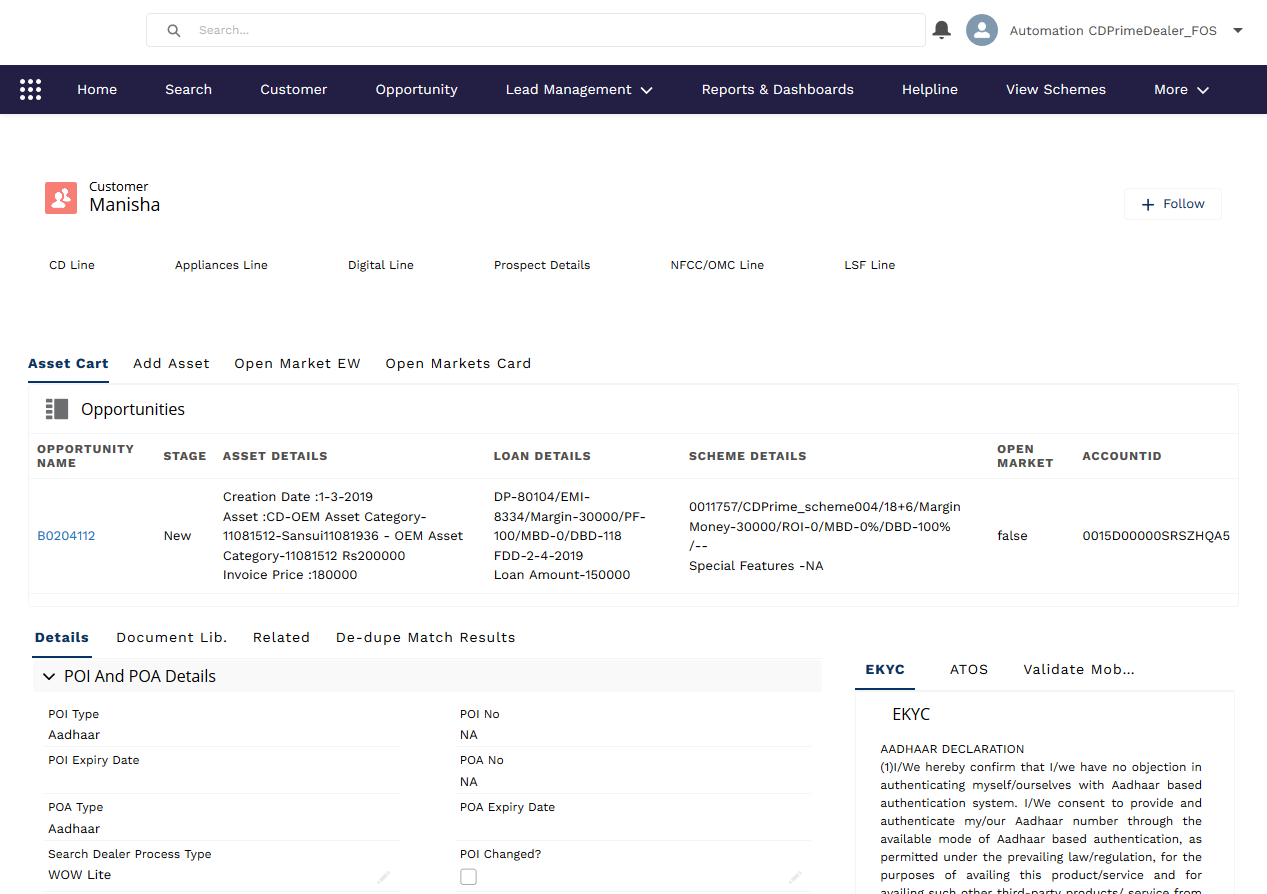 Search...
Automation CDPrimeDealer_FOS
Home Search Customer Opportunity Lead Management Reports & Dashboards Helpline View Schemes More
Customer
Manisha
Follow
CD Line Appliances Line Digital Line Prospect Details NFCC/OMC Line LSF Line
Asset Cart Add Asset Open Market EW Open Markets Card
Opportunities
OPPORTUNITY NAME STAGE ASSET DETAILS LOAN DETAILS SCHEME DETAILS OPEN MARKET ACCOUNTID
B0204112
New
Creation Date :1-3-2019
Asset :CD-OEM Asset Category-
11081512-Sansui11081936 - OEM Asset
Category-11081512 Rs200000
Invoice Price :180000
DP-80104/EMI-
8334/Margin-30000/PF-
100/MBD-0/DBD-118
FDD-2-4-2019
Loan Amount-150000
0011757/CDPrime_scheme004/18+6/Margin
Money-30000/ROI-0/MBD-0%/DBD-100%
/--
Special Features -NA
false
0015D00000SRSZHQA5
Details Document Lib. Related De-dupe Match Results
POI And POA Details
POI Type
Aadhaar
POI No
NA
POI Expiry Date
POA No
NA
POA Type
Aadhaar
POA Expiry Date
Search Dealer Process Type
WOW Lite
POI Changed?
EKYC ATOS Validate Mob...
EKYC
AADHAAR DECLARATION
(1)I/We hereby confirm that I/we have no objection in
authenticating myself/ourselves with Aadhaar based
authentication system. I/We consent to provide and
authenticate my/our Aadhaar number through the
available mode of Aadhaar based authentication, as
permitted under the prevailing law/regulation, for the
purposes of availing this product/service and for
availing such other third-party products/ service from